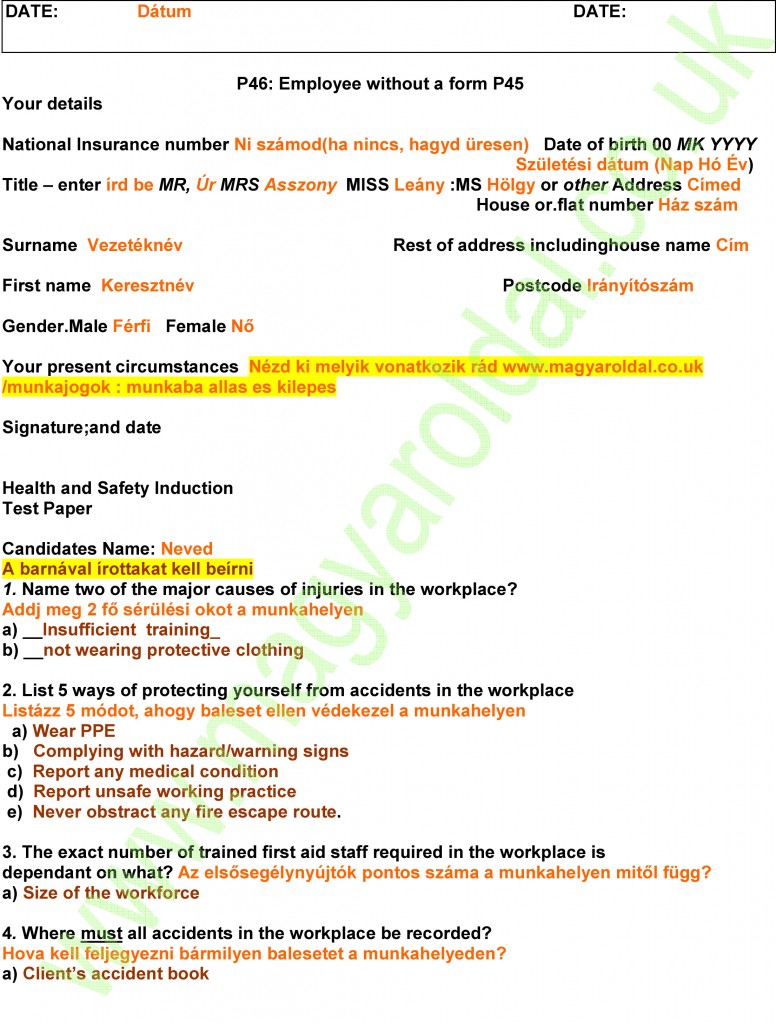 DATE: Dátum DATE:
P46: Employee without a form P45
Your details
National Insurance number Ni számod(ha nincs, hagyd üresen) Date of birth 00 MK YYYY
Születési dátum (Nap Hó Év)
Title – enter írd be MR, Úr MRS Asszony MISS Leány :MS Hölgy or other Address Címed
House or.flat number Ház szám
Surname Vezetéknév Rest of address includinghouse name Cím
First name Keresztnév Postcode Irányítószám
Gender.Male Férfi Female Nő
Your present circumstances Nézd ki melyik vonatkozik rád www.magyaroldal.co.uk
/munkajogok : munkaba allas es kilepes
Signature;and date
Health and Safety Induction
Test Paper
Candidates Name: Neved
A barnával írottakat kell beírni
1. Name two of the major causes of injuries in the workplace?
Addj meg 2 fő sérülési okot a munkahelyen
a) __Insufficient training_
b) __not wearing protective clothing
2. List 5 ways of protecting yourself from accidents in the workplace
Listázz 5 módot, ahogy baleset ellen védekezel a munkahelyen
a) Wear PPE
b) Complying with hazard/warning signs
c) Report any medical condition
d) Report unsafe working practice
e) Never obstract any fire escape route.
3. The exact number of trained first aid staff required in the workplace is
dependant on what? Az elsősegélynyújtók pontos száma a munkahelyen mitől függ?
a) Size of the workforce
4. Where must all accidents in the workplace be recorded?
Hova kell feljegyezni bármilyen balesetet a munkahelyeden?
a) Client's accident book
www.magyaroldal.co.uk